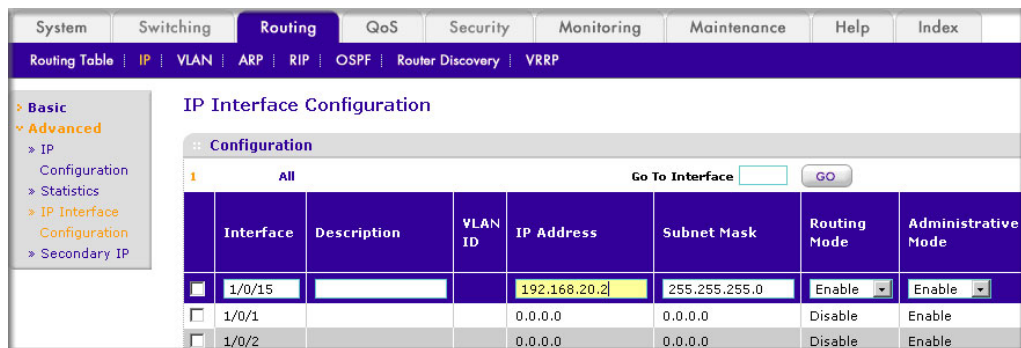 System Switching Routing QoS Security Monitoring Maintenance Help Index
Routing Table | IP | VLAN | ARP | RIP | OSPF | Router Discovery | VRRP
Basic
Advanced
» IP
Configuration
» Statistics
» IP Interface
Configuration
» Secondary IP
IP Interface Configuration
Configuration
1 All Go To Interface GO
Interface Description VLAN ID IP Address Subnet Mask Routing Mode Administrative Mode
1/0/15 192.168.20.2 255.255.255.0 Enable Enable
1/0/1 0.0.0.0 0.0.0.0 Disable Enable
1/0/2 0.0.0.0 0.0.0.0 Disable Enable